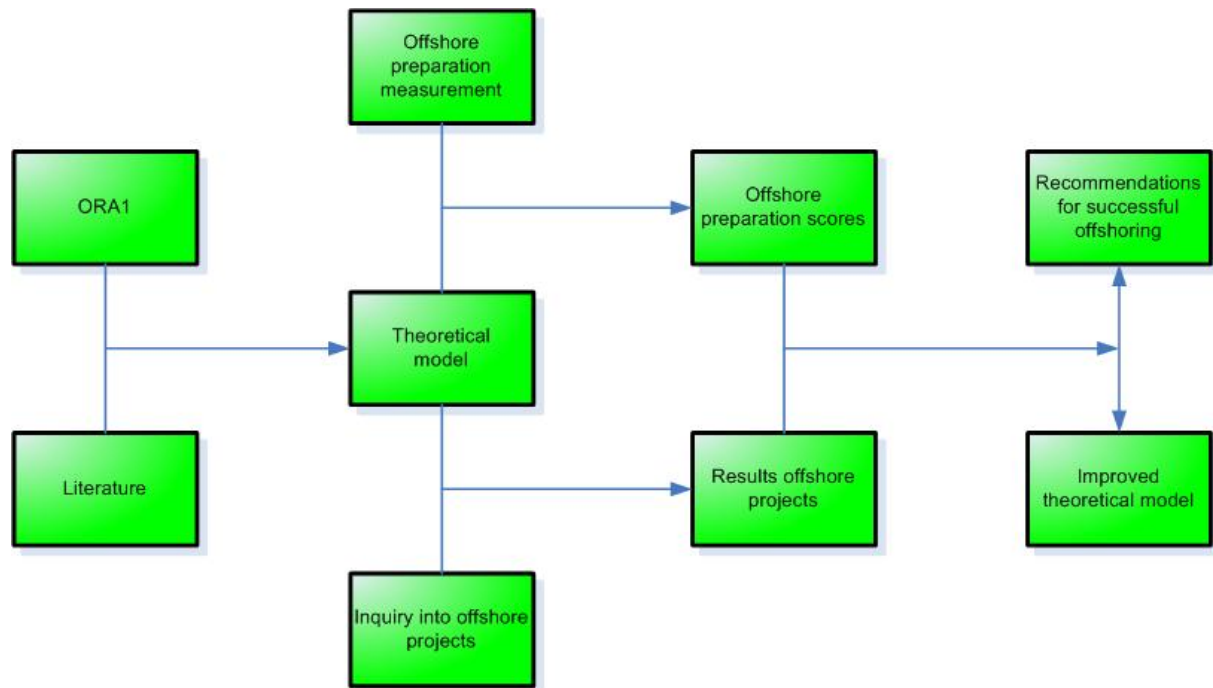 Offshore
preparation
measurement
ORA1
Offshore
preparation scores
Recommendations
for successful
offshoring
Theoretical
model
Literature
Results offshore
projects
Improved
theoretical model
Inquiry into offshore
projects